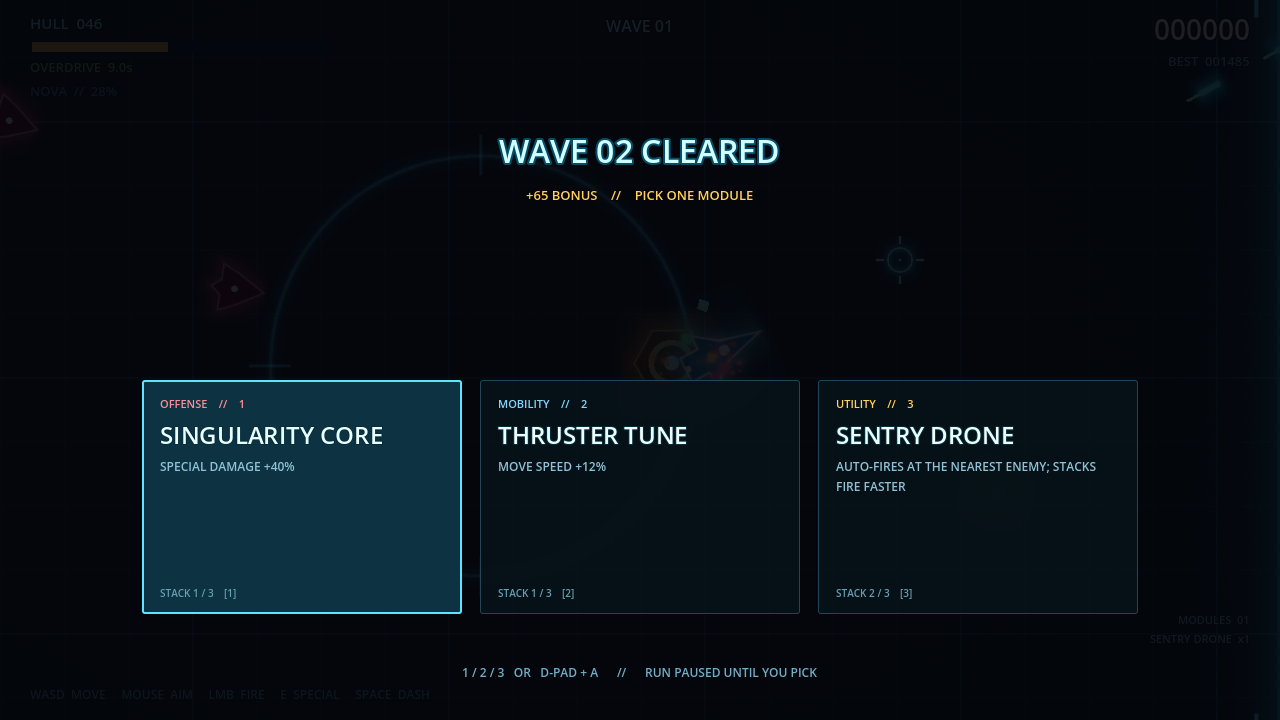 HULL 046
WAVE 01
000000
OVERDRIVE 9.0s
BEST 001485
NOVA // 28%
WAVE 02 CLEARED
+65 BONUS // PICK ONE MODULE
OFFENSE // 1
SINGULARITY CORE
SPECIAL DAMAGE +40%
STACK 1 / 3 [1]
MOBILITY // 2
THRUSTER TUNE
MOVE SPEED +12%
STACK 1 / 3 [2]
UTILITY // 3
SENTRY DRONE
AUTO-FIRES AT THE NEAREST ENEMY; STACKS
FIRE FASTER
STACK 2 / 3 [3]
MODULES 01
SENTRY DRONE x1
1 / 2 / 3 OR D-PAD + A // RUN PAUSED UNTIL YOU PICK
WASD MOVE MOUSE AIM LMB FIRE E SPECIAL SPACE DASH